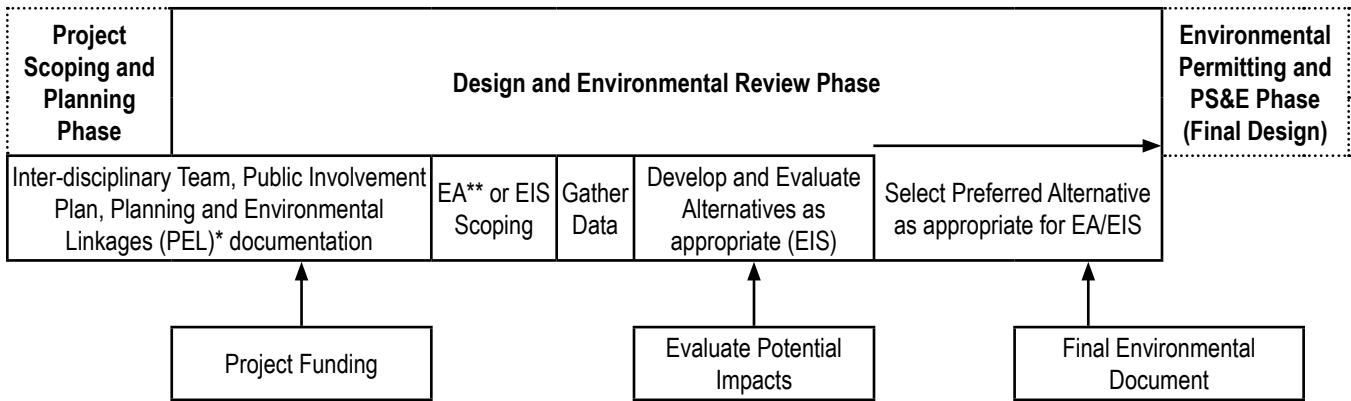 Project
Scoping and
Planning
Phase
Design and Environmental Review Phase
Environmental
Permitting and
PS&E Phase
(Final Design)
Inter-disciplinary Team, Public Involvement
Plan, Planning and Environmental
Linkages (PEL)* documentation
EA** or EIS
Scoping
Gather
Data
Develop and Evaluate
Alternatives as
appropriate (EIS)
Select Preferred Alternative
as appropriate for EA/EIS
Project Funding
Evaluate Potential
Impacts
Final Environmental
Document